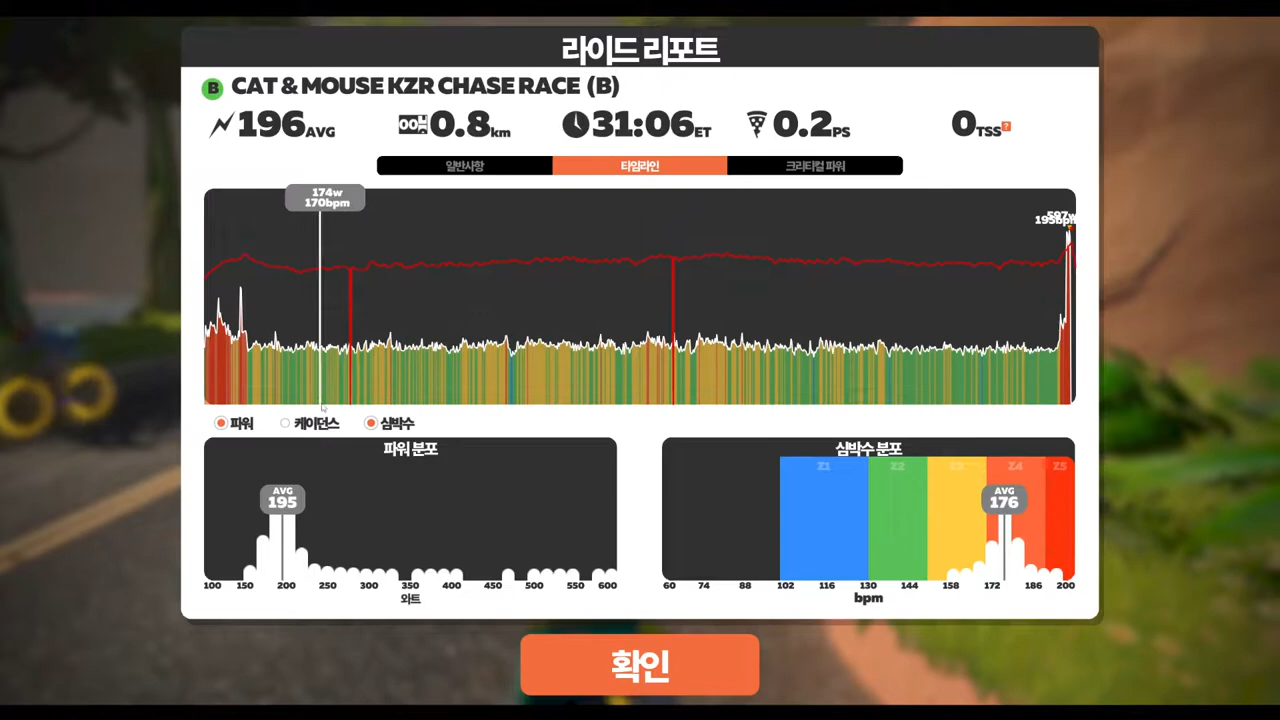 라이드 리포트
B CAT & MOUSE KZR CHASE RACE (B)
196AVG 0.8km 31:06ET 0.2PS 0TSS?
일반사항 타임라인 크리티컬 파워
174w
170bpm
195bpm
파워 케이던스 심박수
파워 분포
AVG
195
100 150 200 250 300 350 400 450 500 550 600
와트
심박수 분포
Z1 Z2 Z3 Z4 Z5
AVG
176
60 74 88 102 116 130 144 158 172 186 200
bpm
확인